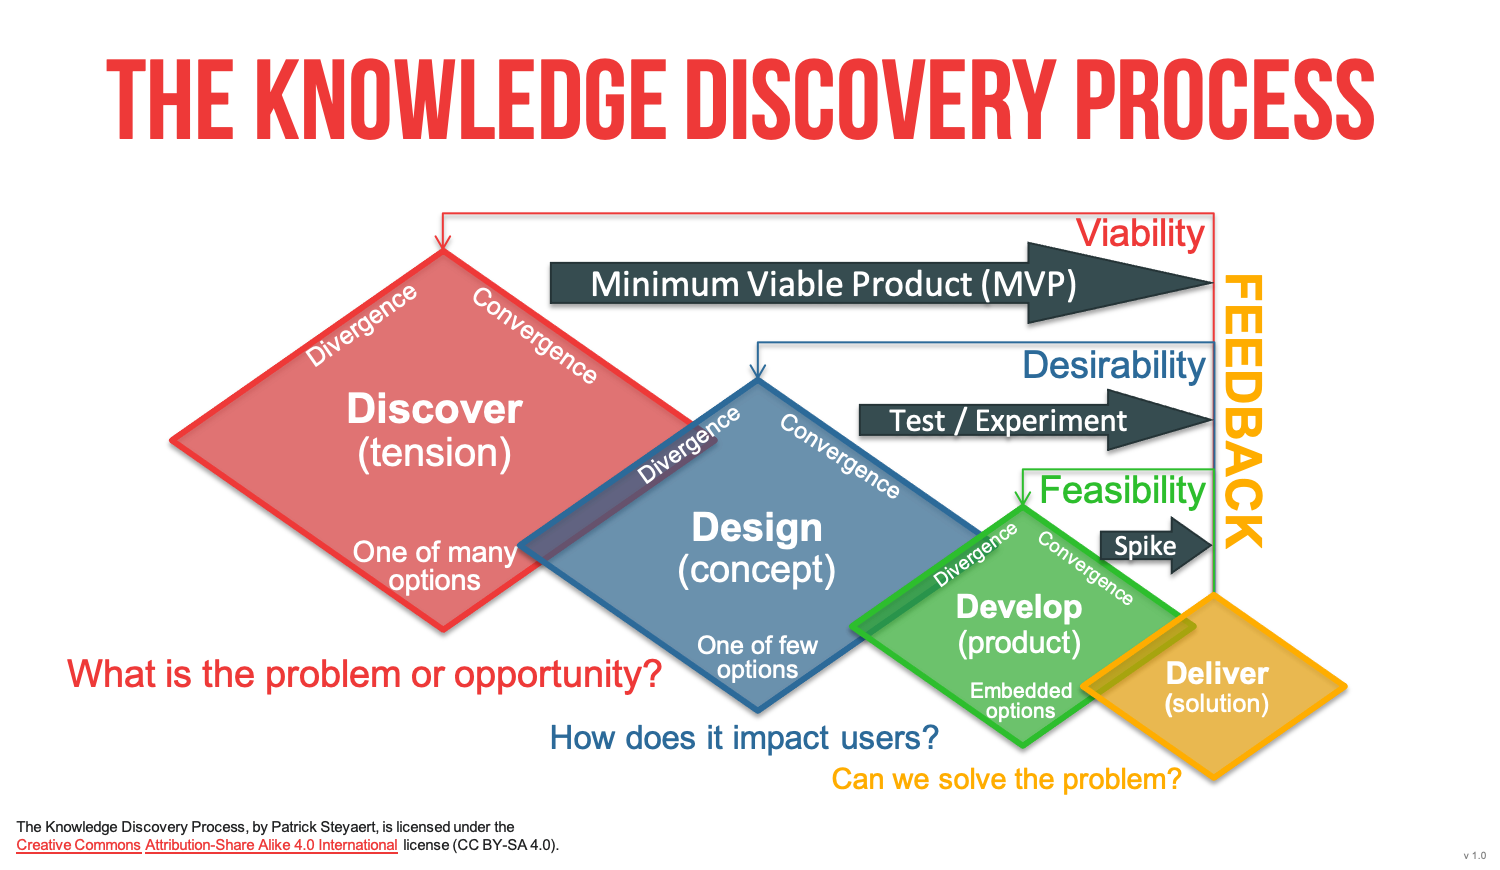 THE KNOWLEDGE DISCOVERY PROCESS
Viability
Minimum Viable Product (MVP)
FEEDBACK
Divergence
Convergence
Desirability
Discover
(tension)
Test / Experiment
Divergence
Convergence
Feasibility
Design
(concept)
Spike
One of many
options
Divergence
Convergence
Develop
(product)
One of few
options
Deliver
(solution)
Embedded
options
What is the problem or opportunity?
How does it impact users?
Can we solve the problem?
The Knowledge Discovery Process, by Patrick Steyaert, is licensed under the
Creative Commons Attribution-Share Alike 4.0 International license (CC BY-SA 4.0).
v 1.0